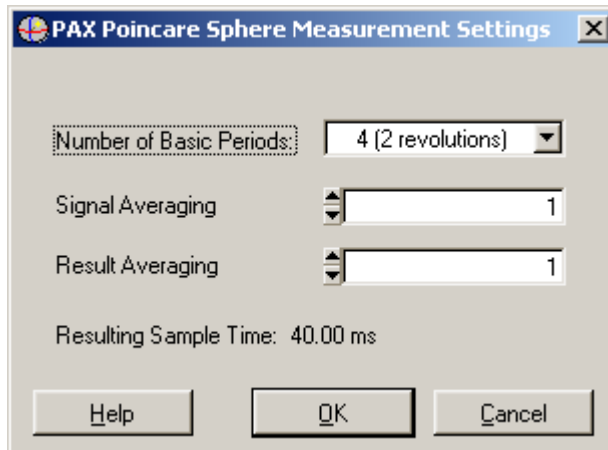 PAX Poincare Sphere Measurement Settings
Number of Basic Periods: 4 (2 revolutions)
Signal Averaging 1
Result Averaging 1
Resulting Sample Time: 40.00 ms
Help OK Cancel